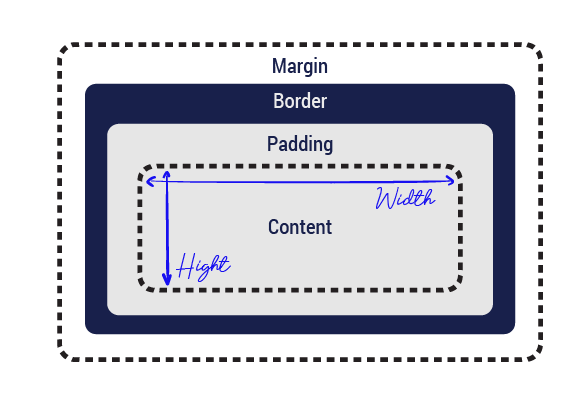 Margin
Border
Padding
Width
Content
Hight